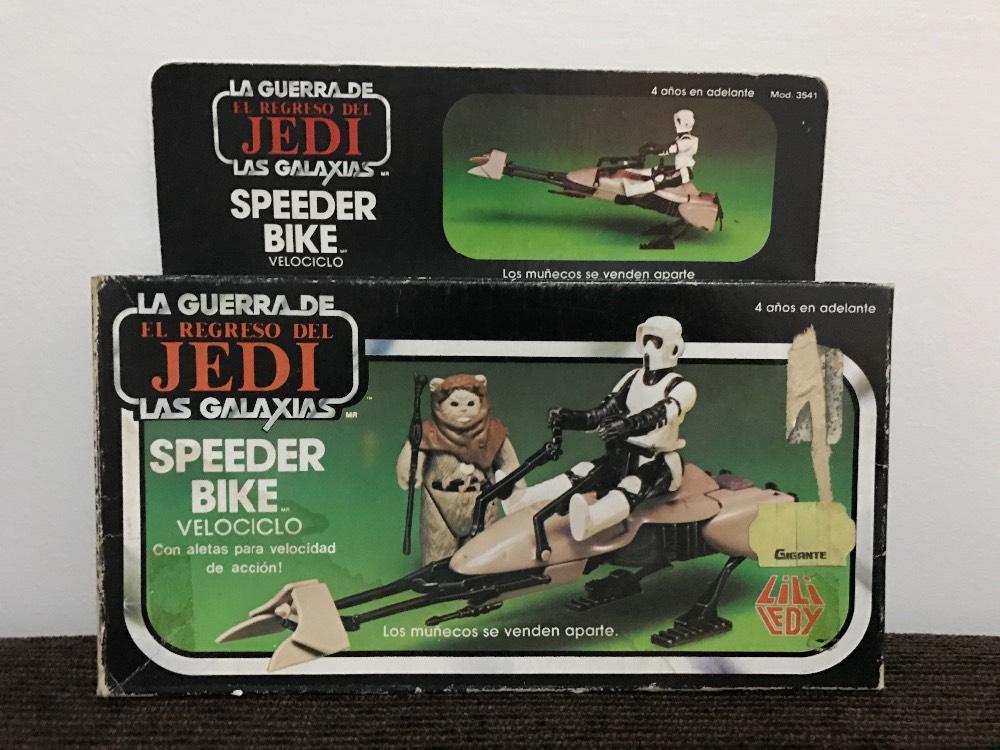 LA GUERRA DE
EL REGRESO DEL
JEDI
LAS GALAXIAS MR
SPEEDER
BIKE
VELOCICLO
4 años en adelante Mod. 3541
Los muñecos se venden aparte
LA GUERRA DE
EL REGRESO DEL
JEDI
LAS GALAXIAS MR
SPEEDER
BIKE
VELOCICLO
Con aletas para velocidad
de acción!
4 años en adelante
GIGANTE
LiLi
LEDY
Los muñecos se venden aparte.